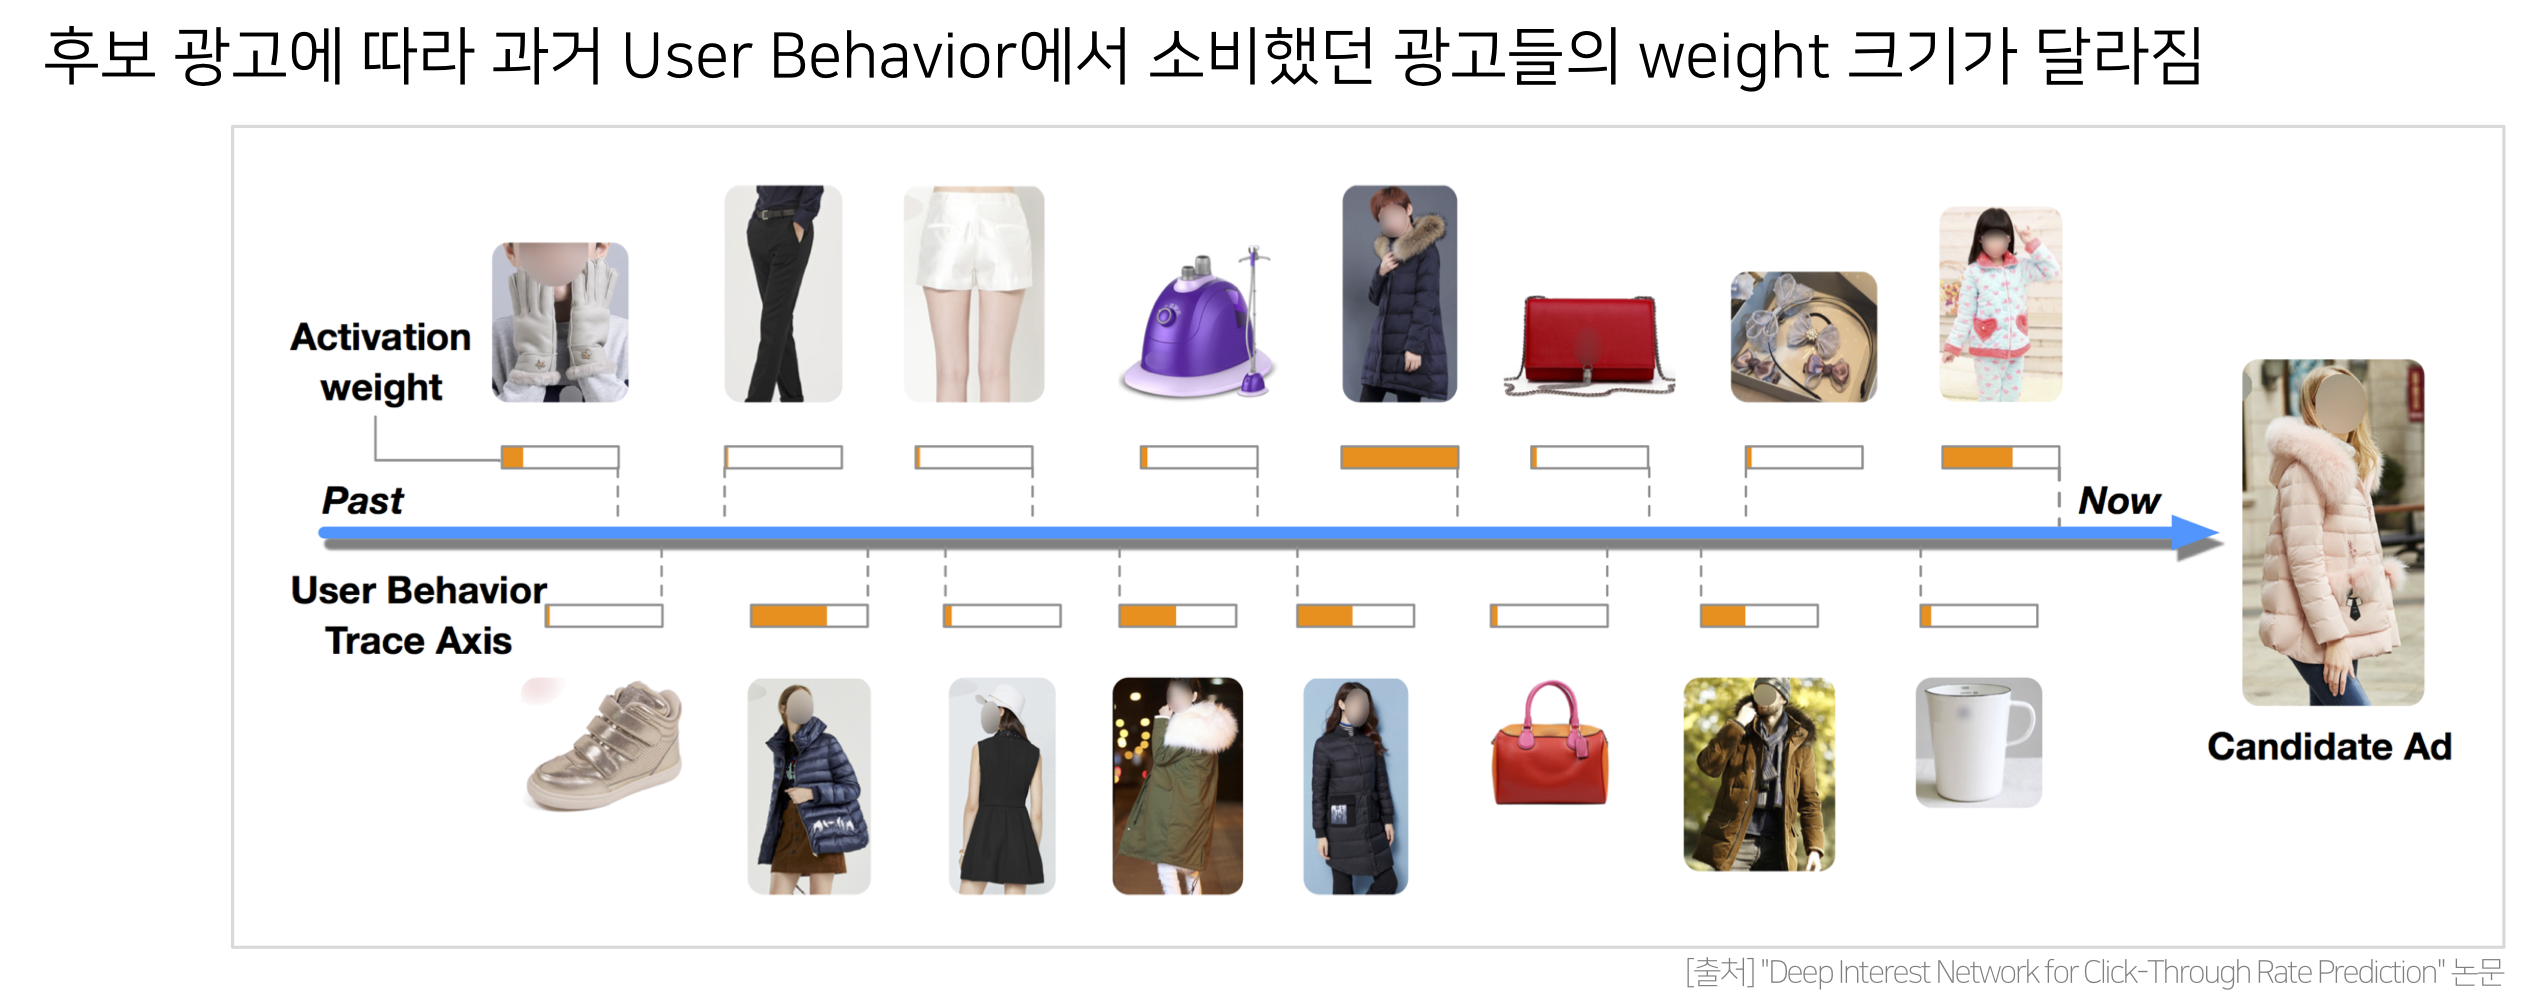 후보 광고에 따라 과거 User Behavior에서 소비했던 광고들의 weight 크기가 달라짐
Activation
weight
Past
Now
User Behavior
Trace Axis
Candidate Ad
[출처] "Deep Interest Network for Click-Through Rate Prediction" 논문